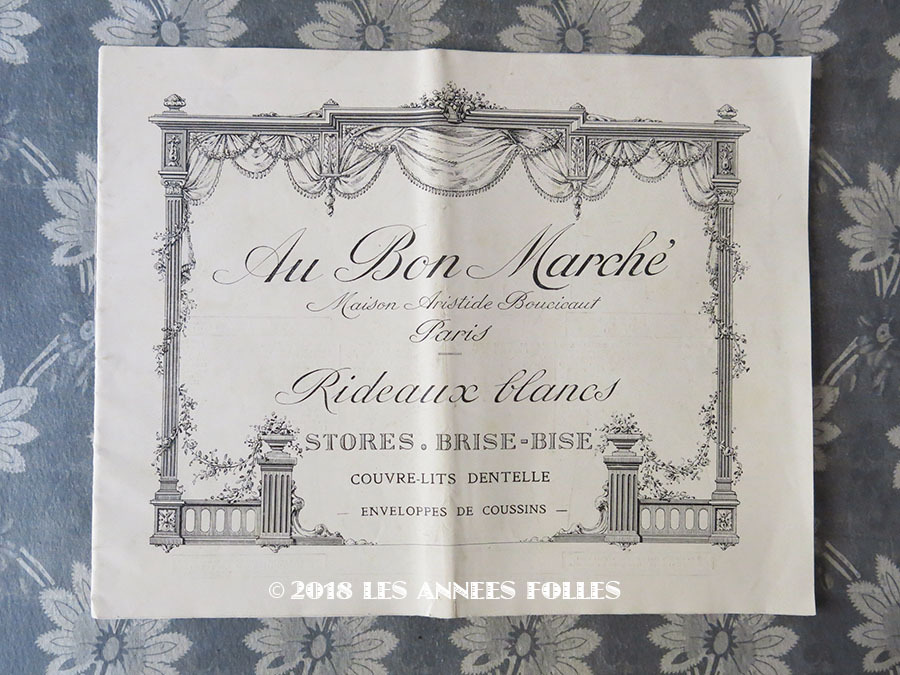 Au Bon Marché
Maison Aristide Boucicaut
Paris
Rideaux blancs
STORES. BRISE-BISE
COUVRE-LITS DENTELLE
— ENVELOPPES DE COUSSINS —
© 2018 LES ANNEES FOLLES